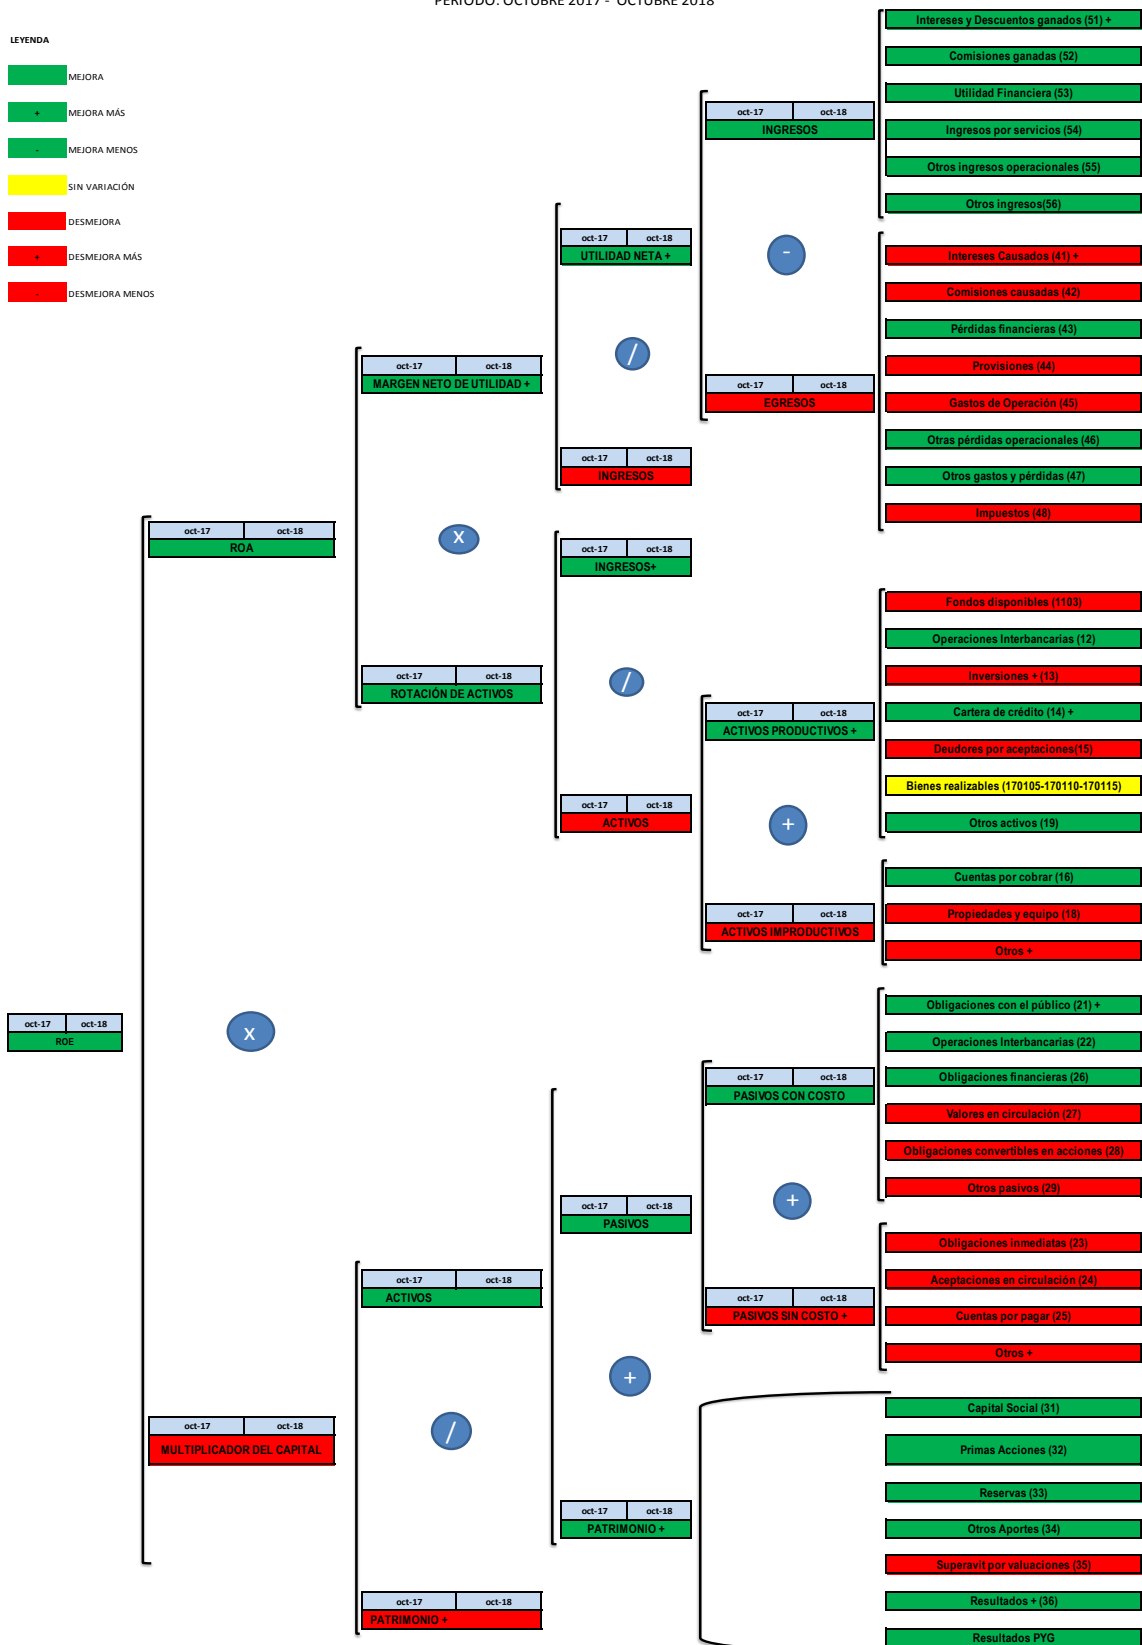 PERÍODO: OCTUBRE 2017 - OCTUBRE 2018
LEYENDA
MEJORA
+ MEJORA MÁS
- MEJORA MENOS
SIN VARIACIÓN
DESMEJORA
+ DESMEJORA MÁS
- DESMEJORA MENOS
oct-17 oct-18
ROE
x
oct-17 oct-18
ROA
oct-17 oct-18
MULTIPLICADOR DEL CAPITAL
oct-17 oct-18
MARGEN NETO DE UTILIDAD +
x
oct-17 oct-18
ROTACIÓN DE ACTIVOS
oct-17 oct-18
ACTIVOS
/
oct-17 oct-18
PATRIMONIO +
oct-17 oct-18
UTILIDAD NETA +
/
oct-17 oct-18
INGRESOS
oct-17 oct-18
INGRESOS+
/
oct-17 oct-18
ACTIVOS
oct-17 oct-18
PASIVOS
+
oct-17 oct-18
PATRIMONIO +
oct-17 oct-18
INGRESOS
-
oct-17 oct-18
EGRESOS
oct-17 oct-18
ACTIVOS PRODUCTIVOS +
+
oct-17 oct-18
ACTIVOS IMPRODUCTIVOS
oct-17 oct-18
PASIVOS CON COSTO
+
oct-17 oct-18
PASIVOS SIN COSTO +
Intereses y Descuentos ganados (51) +
Comisiones ganadas (52)
Utilidad Financiera (53)
Ingresos por servicios (54)
Otros ingresos operacionales (55)
Otros ingresos(56)
Intereses Causados (41) +
Comisiones causadas (42)
Pérdidas financieras (43)
Provisiones (44)
Gastos de Operación (45)
Otras pérdidas operacionales (46)
Otros gastos y pérdidas (47)
Impuestos (48)
Fondos disponibles (1103)
Operaciones Interbancarias (12)
Inversiones + (13)
Cartera de crédito (14) +
Deudores por aceptaciones(15)
Bienes realizables (170105-170110-170115)
Otros activos (19)
Cuentas por cobrar (16)
Propiedades y equipo (18)
Otros +
Obligaciones con el público (21) +
Operaciones Interbancarias (22)
Obligaciones financieras (26)
Valores en circulación (27)
Obligaciones convertibles en acciones (28)
Otros pasivos (29)
Obligaciones inmediatas (23)
Aceptaciones en circulación (24)
Cuentas por pagar (25)
Otros +
Capital Social (31)
Primas Acciones (32)
Reservas (33)
Otros Aportes (34)
Superavit por valuaciones (35)
Resultados + (36)
Resultados PYG